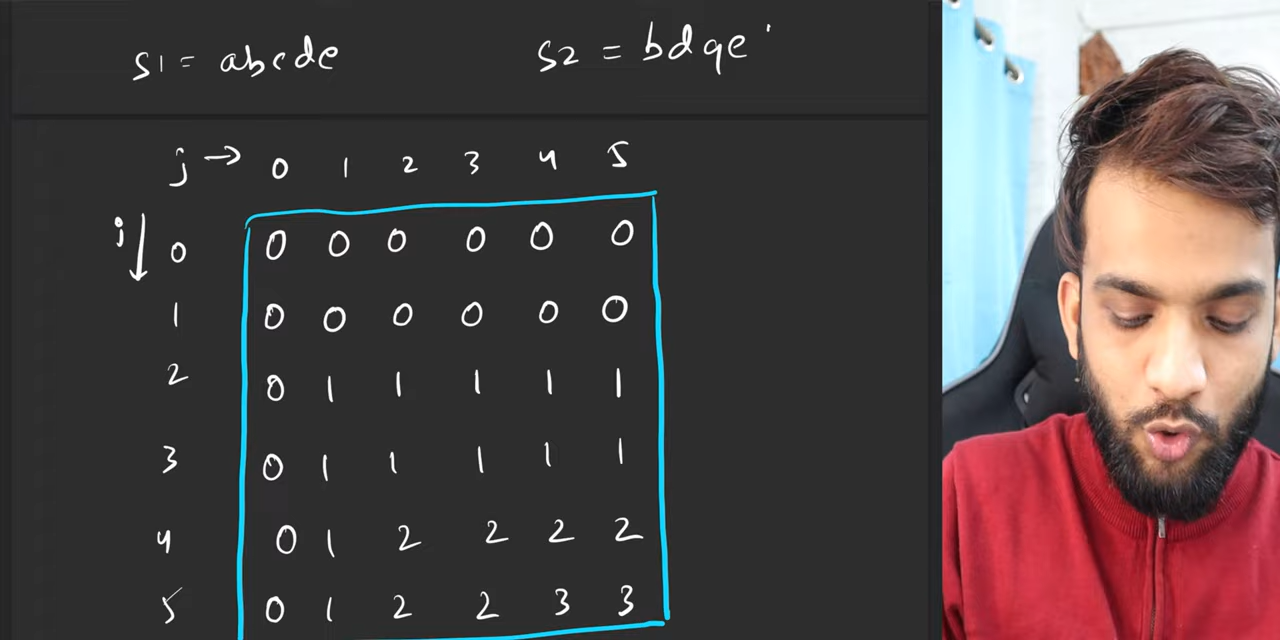 s1 = abcde s2 = bdqe'
j → 0 1 2 3 4 5
i ↓ 0 0 0 0 0 0 0
1 0 0 0 0 0 0
2 0 1 1 1 1 1
3 0 1 1 1 1 1
4 0 1 2 2 2 2
5 0 1 2 2 3 3